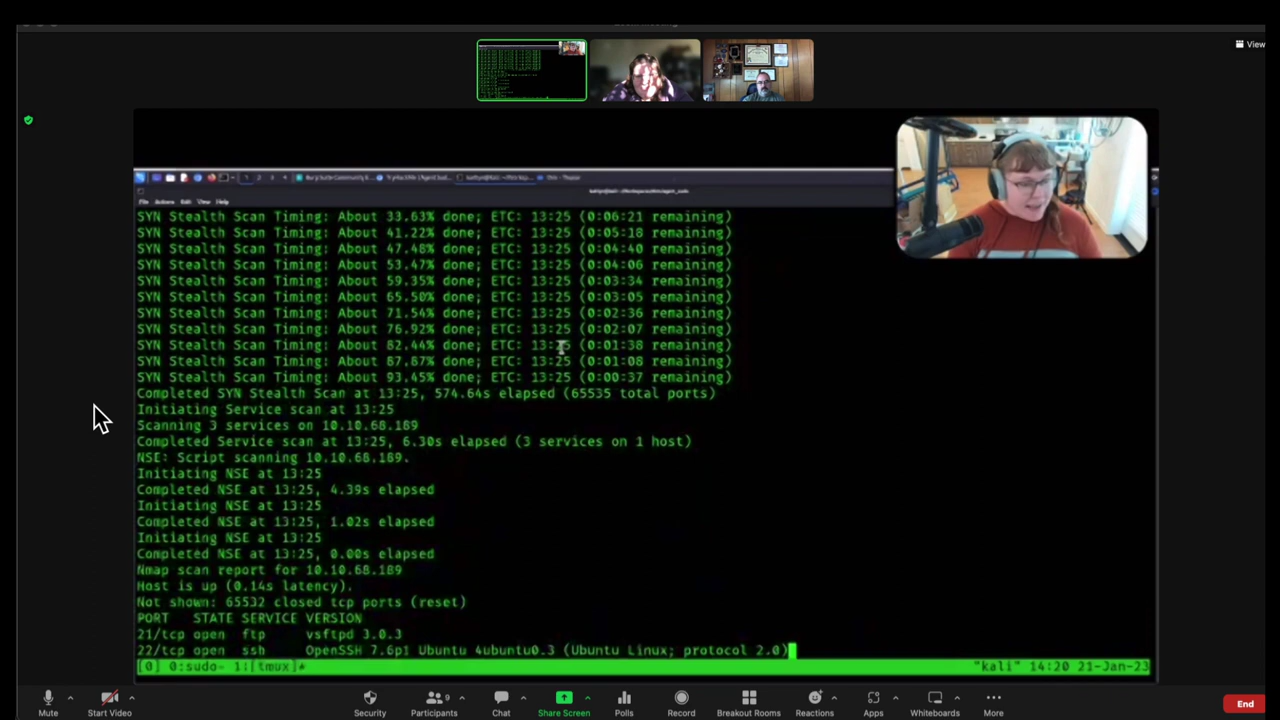 View
File Actions Edit View Help
SYN Stealth Scan Timing: About 33.63% done; ETC: 13:25 (0:06:21 remaining)
SYN Stealth Scan Timing: About 41.22% done; ETC: 13:25 (0:05:18 remaining)
SYN Stealth Scan Timing: About 47.48% done; ETC: 13:25 (0:04:40 remaining)
SYN Stealth Scan Timing: About 53.47% done; ETC: 13:25 (0:04:06 remaining)
SYN Stealth Scan Timing: About 59.35% done; ETC: 13:25 (0:03:34 remaining)
SYN Stealth Scan Timing: About 65.50% done; ETC: 13:25 (0:03:05 remaining)
SYN Stealth Scan Timing: About 71.54% done; ETC: 13:25 (0:02:36 remaining)
SYN Stealth Scan Timing: About 76.92% done; ETC: 13:25 (0:02:07 remaining)
SYN Stealth Scan Timing: About 82.44% done; ETC: 13:25 (0:01:38 remaining)
SYN Stealth Scan Timing: About 87.87% done; ETC: 13:25 (0:01:08 remaining)
SYN Stealth Scan Timing: About 93.45% done; ETC: 13:25 (0:00:37 remaining)
Completed SYN Stealth Scan at 13:25, 574.64s elapsed (65535 total ports)
Initiating Service scan at 13:25
Scanning 3 services on 10.10.68.189
Completed Service scan at 13:25, 6.30s elapsed (3 services on 1 host)
NSE: Script scanning 10.10.68.189.
Initiating NSE at 13:25
Completed NSE at 13:25, 4.39s elapsed
Initiating NSE at 13:25
Completed NSE at 13:25, 1.02s elapsed
Initiating NSE at 13:25
Completed NSE at 13:25, 0.00s elapsed
Nmap scan report for 10.10.68.189
Host is up (0.14s latency).
Not shown: 65532 closed tcp ports (reset)
PORT STATE SERVICE VERSION
21/tcp open ftp vsftpd 3.0.3
22/tcp open ssh OpenSSH 7.6p1 Ubuntu 4ubuntu0.3 (Ubuntu Linux; protocol 2.0)
[0] 0:sudo- 1:[tmux]* "kali" 14:20 21-Jan-23
Mute Start Video Security Participants 9 Chat Share Screen Polls Record Breakout Rooms Reactions Apps Whiteboards More End